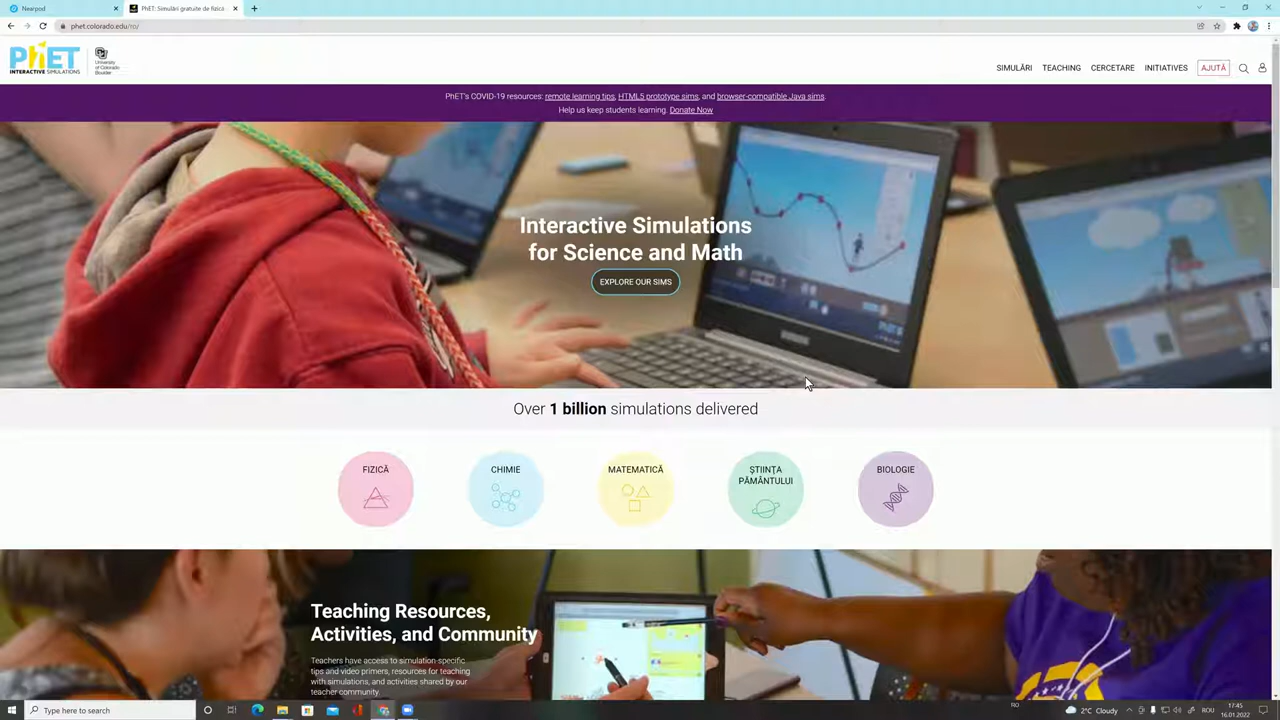 Nearpod
PhET: Simulări gratuite de fizică
phet.colorado.edu/ro/
PhET
INTERACTIVE SIMULATIONS
University
of Colorado
Boulder
SIMULĂRI TEACHING CERCETARE INITIATIVES AJUTĂ
PhET's COVID-19 resources: remote learning tips, HTML5 prototype sims, and browser-compatible Java sims.
Help us keep students learning. Donate Now
Interactive Simulations
for Science and Math
EXPLORE OUR SIMS
Over 1 billion simulations delivered
FIZICĂ
CHIMIE
MATEMATICĂ
ȘTIINȚA
PĂMÂNTULUI
BIOLOGIE
Teaching Resources,
Activities, and Community
Teachers have access to simulation-specific
tips and video primers, resources for teaching
with simulations, and activities shared by our
teacher community.
Type here to search
RO
2°C Cloudy
ROU
17:45
16.01.2022